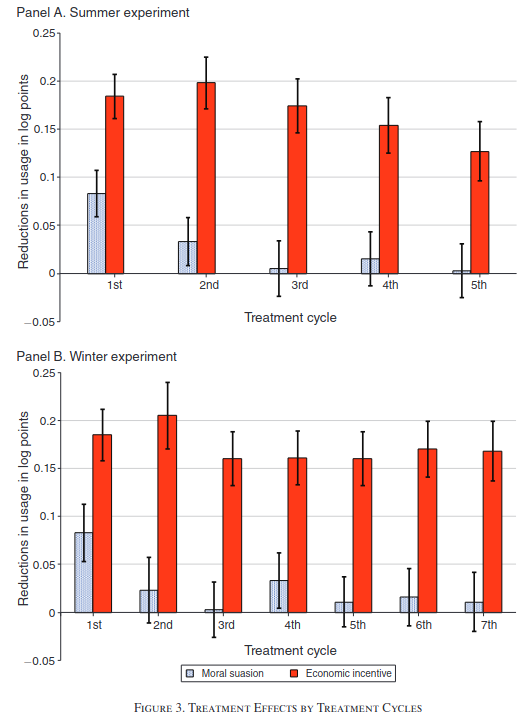 Panel A. Summer experiment
Reductions in usage in log points
0.25
0.2
0.15
0.1
0.05
0
−0.05
1st 2nd 3rd 4th 5th
Treatment cycle
Panel B. Winter experiment
Reductions in usage in log points
0.25
0.2
0.15
0.1
0.05
0
−0.05
1st 2nd 3rd 4th 5th 6th 7th
Treatment cycle
Moral suasion Economic incentive
Figure 3. Treatment Effects by Treatment Cycles